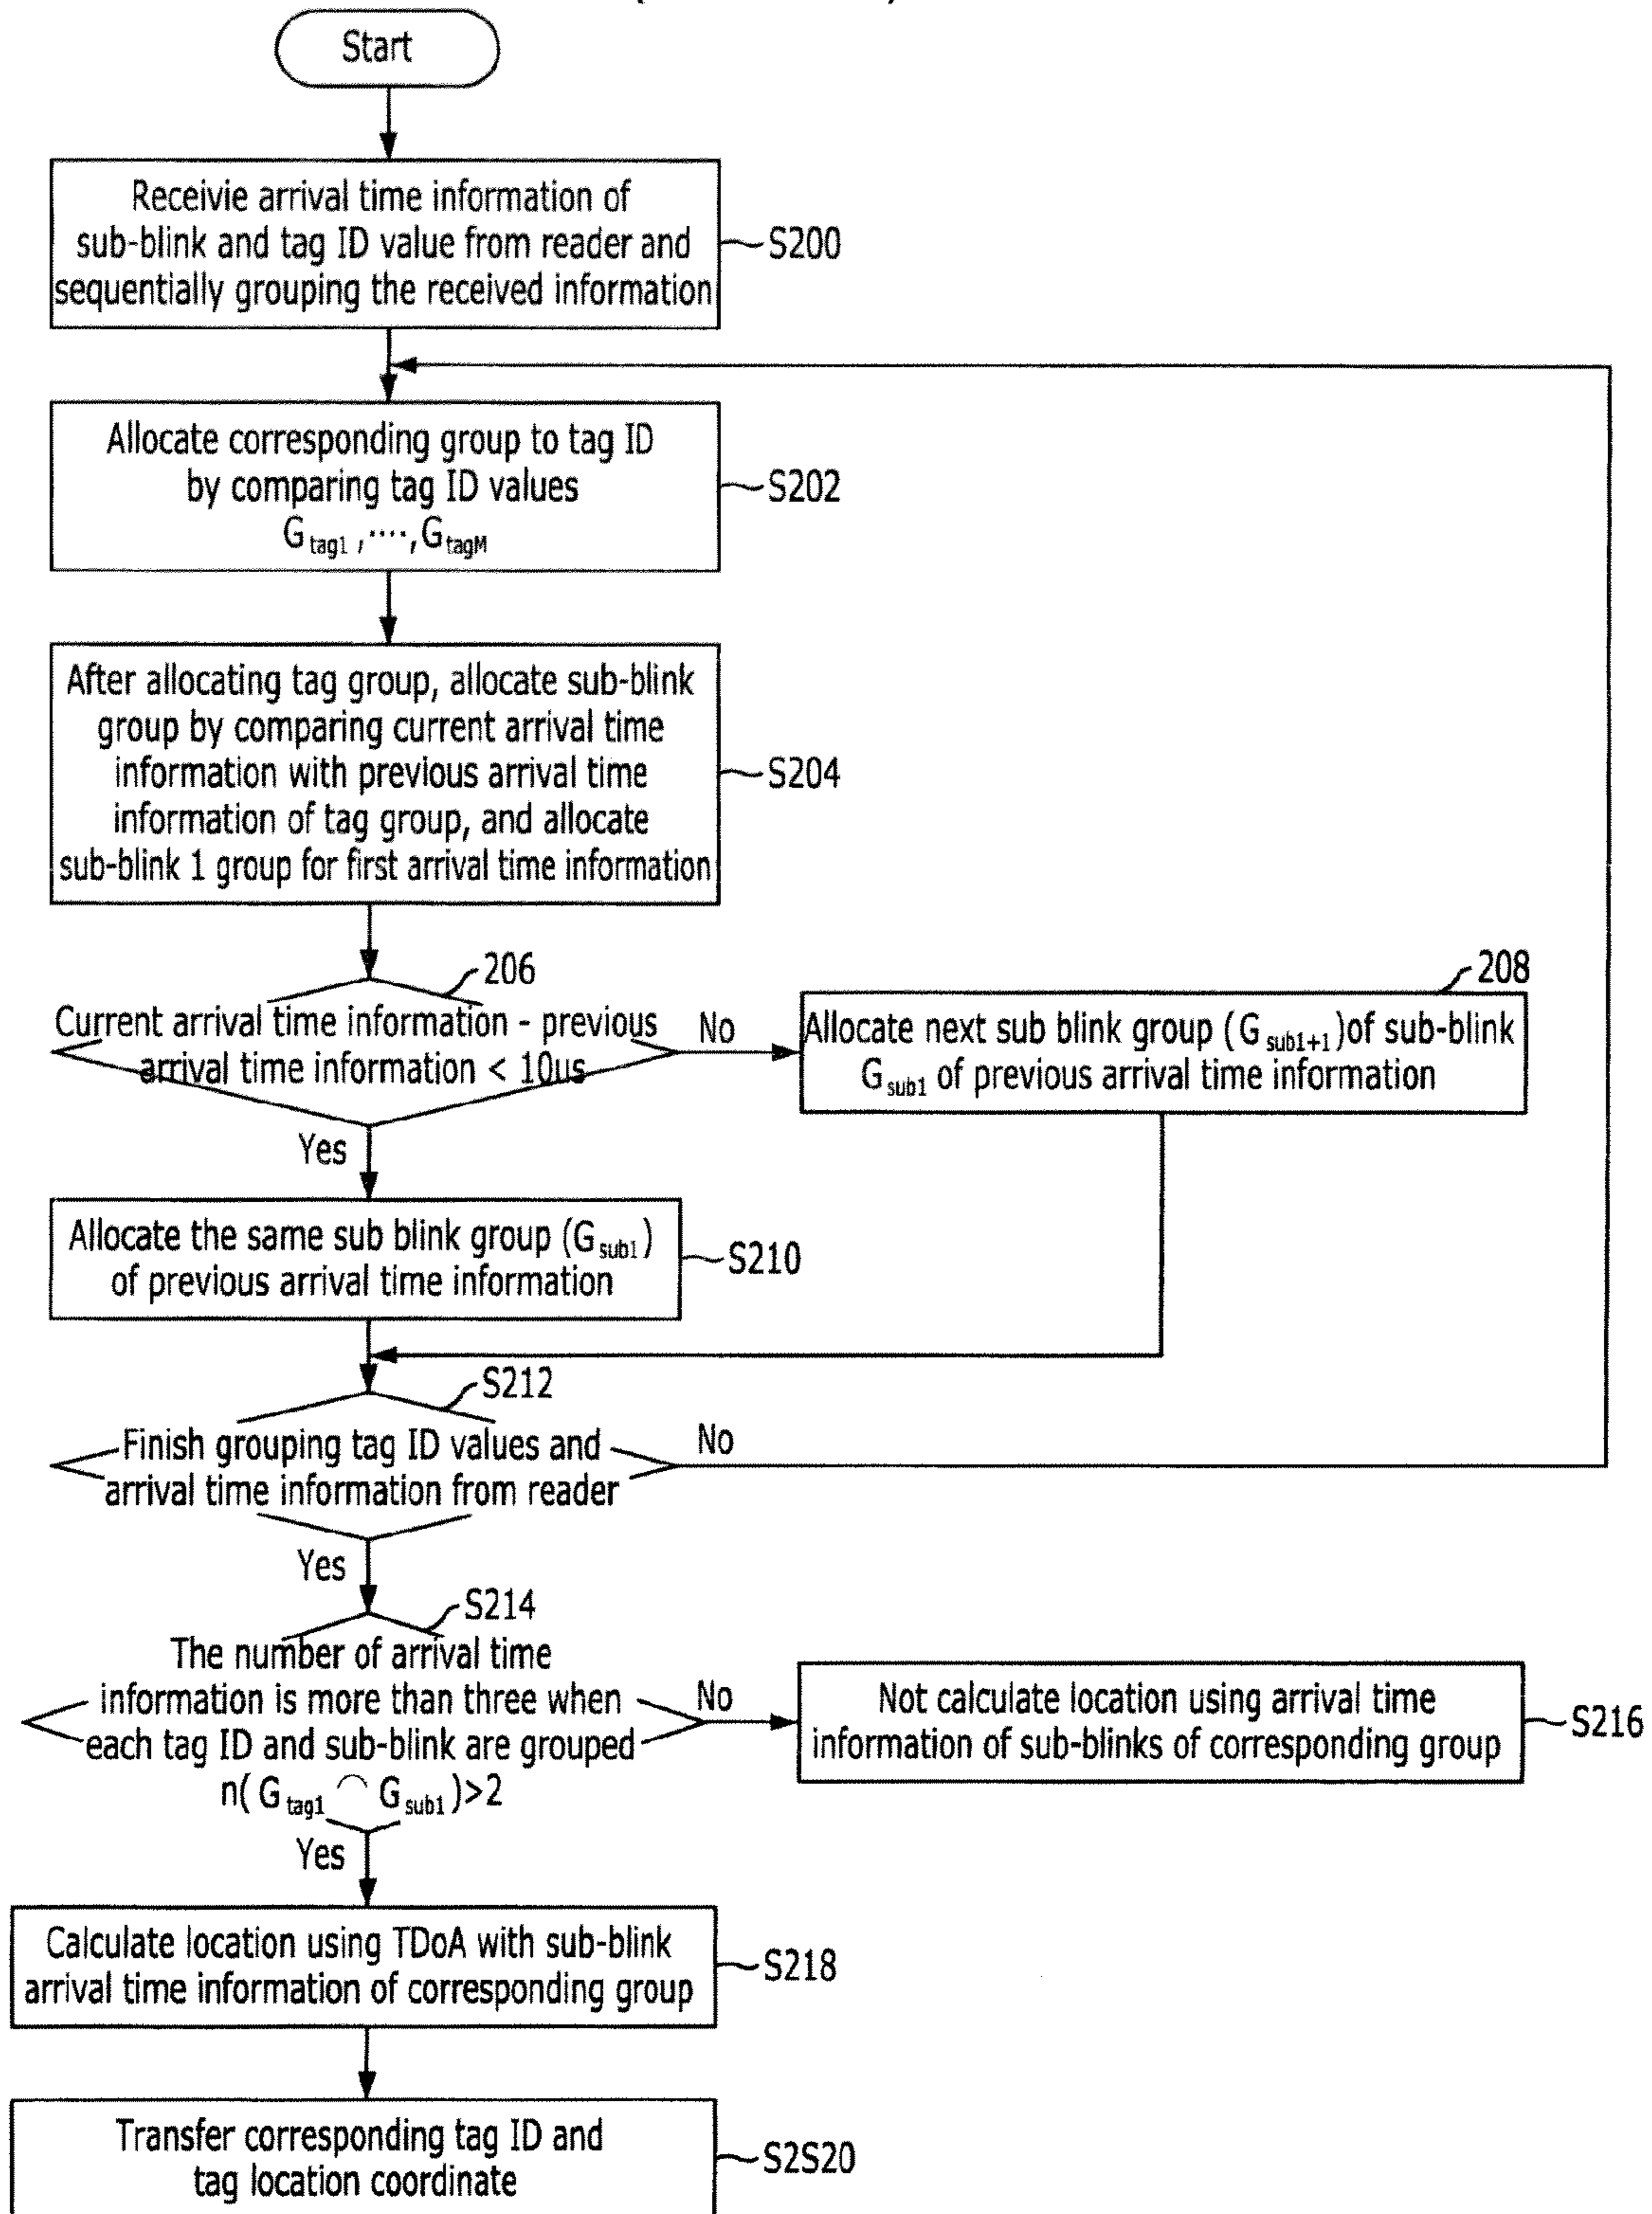 Start
Receivie arrival time information of
sub-blink and tag ID value from reader and
sequentially grouping the received information
S200
Allocate corresponding group to tag ID
by comparing tag ID values
G tag1 ,····, G tagM
S202
After allocating tag group, allocate sub-blink
group by comparing current arrival time
information with previous arrival time
information of tag group, and allocate
sub-blink 1 group for first arrival time information
S204
206
Current arrival time information - previous
arrival time information < 10us
No
208
Allocate next sub blink group (G sub1+1)of sub-blink
G sub1 of previous arrival time information
Yes
Allocate the same sub blink group (G sub1)
of previous arrival time information
S210
S212
Finish grouping tag ID values and
arrival time information from reader
No
Yes
S214
The number of arrival time
information is more than three when
each tag ID and sub-blink are grouped
n( G tag1 ⌒ G sub1)>2
No
Not calculate location using arrival time
information of sub-blinks of corresponding group
S216
Yes
Calculate location using TDoA with sub-blink
arrival time information of corresponding group
S218
Transfer corresponding tag ID and
tag location coordinate
S2S20